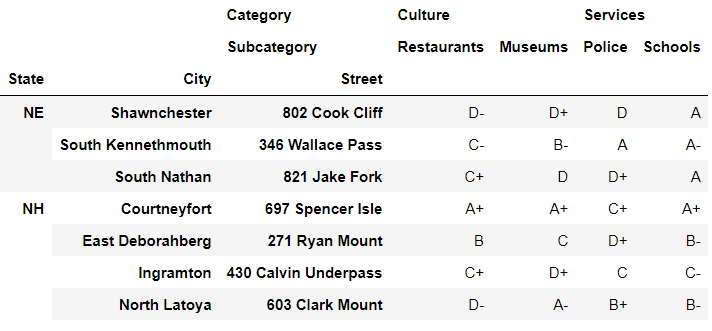 Category Culture Services
Subcategory Restaurants Museums Police Schools
State City Street
NE Shawnchester 802 Cook Cliff D- D+ D A
South Kennethmouth 346 Wallace Pass C- B- A A-
South Nathan 821 Jake Fork C+ D D+ A
NH Courtneyfort 697 Spencer Isle A+ A+ C+ A+
East Deborahberg 271 Ryan Mount B C D+ B-
Ingramton 430 Calvin Underpass C+ D+ C C-
North Latoya 603 Clark Mount D- A- B+ B-